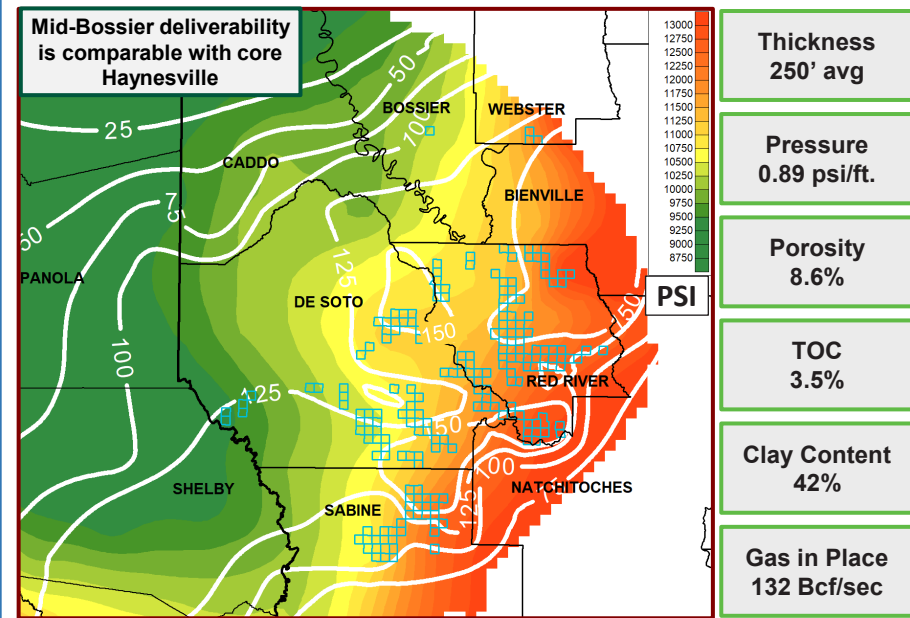 Mid-Bossier deliverability
is comparable with core
Haynesville
13000
12750
12500
12250
12000
11750
11500
11250
11000
10750
10500
10250
10000
9750
9500
9250
9000
8750
PSI
50
BOSSIER
WEBSTER
100
25
CADDO
BIENVILLE
75
50
125
PANOLA
DE SOTO
150
150
100
RED RIVER
125
150
100
SHELBY
NATCHITOCHES
SABINE
125
75
Thickness
250' avg
Pressure
0.89 psi/ft.
Porosity
8.6%
TOC
3.5%
Clay Content
42%
Gas in Place
132 Bcf/sec